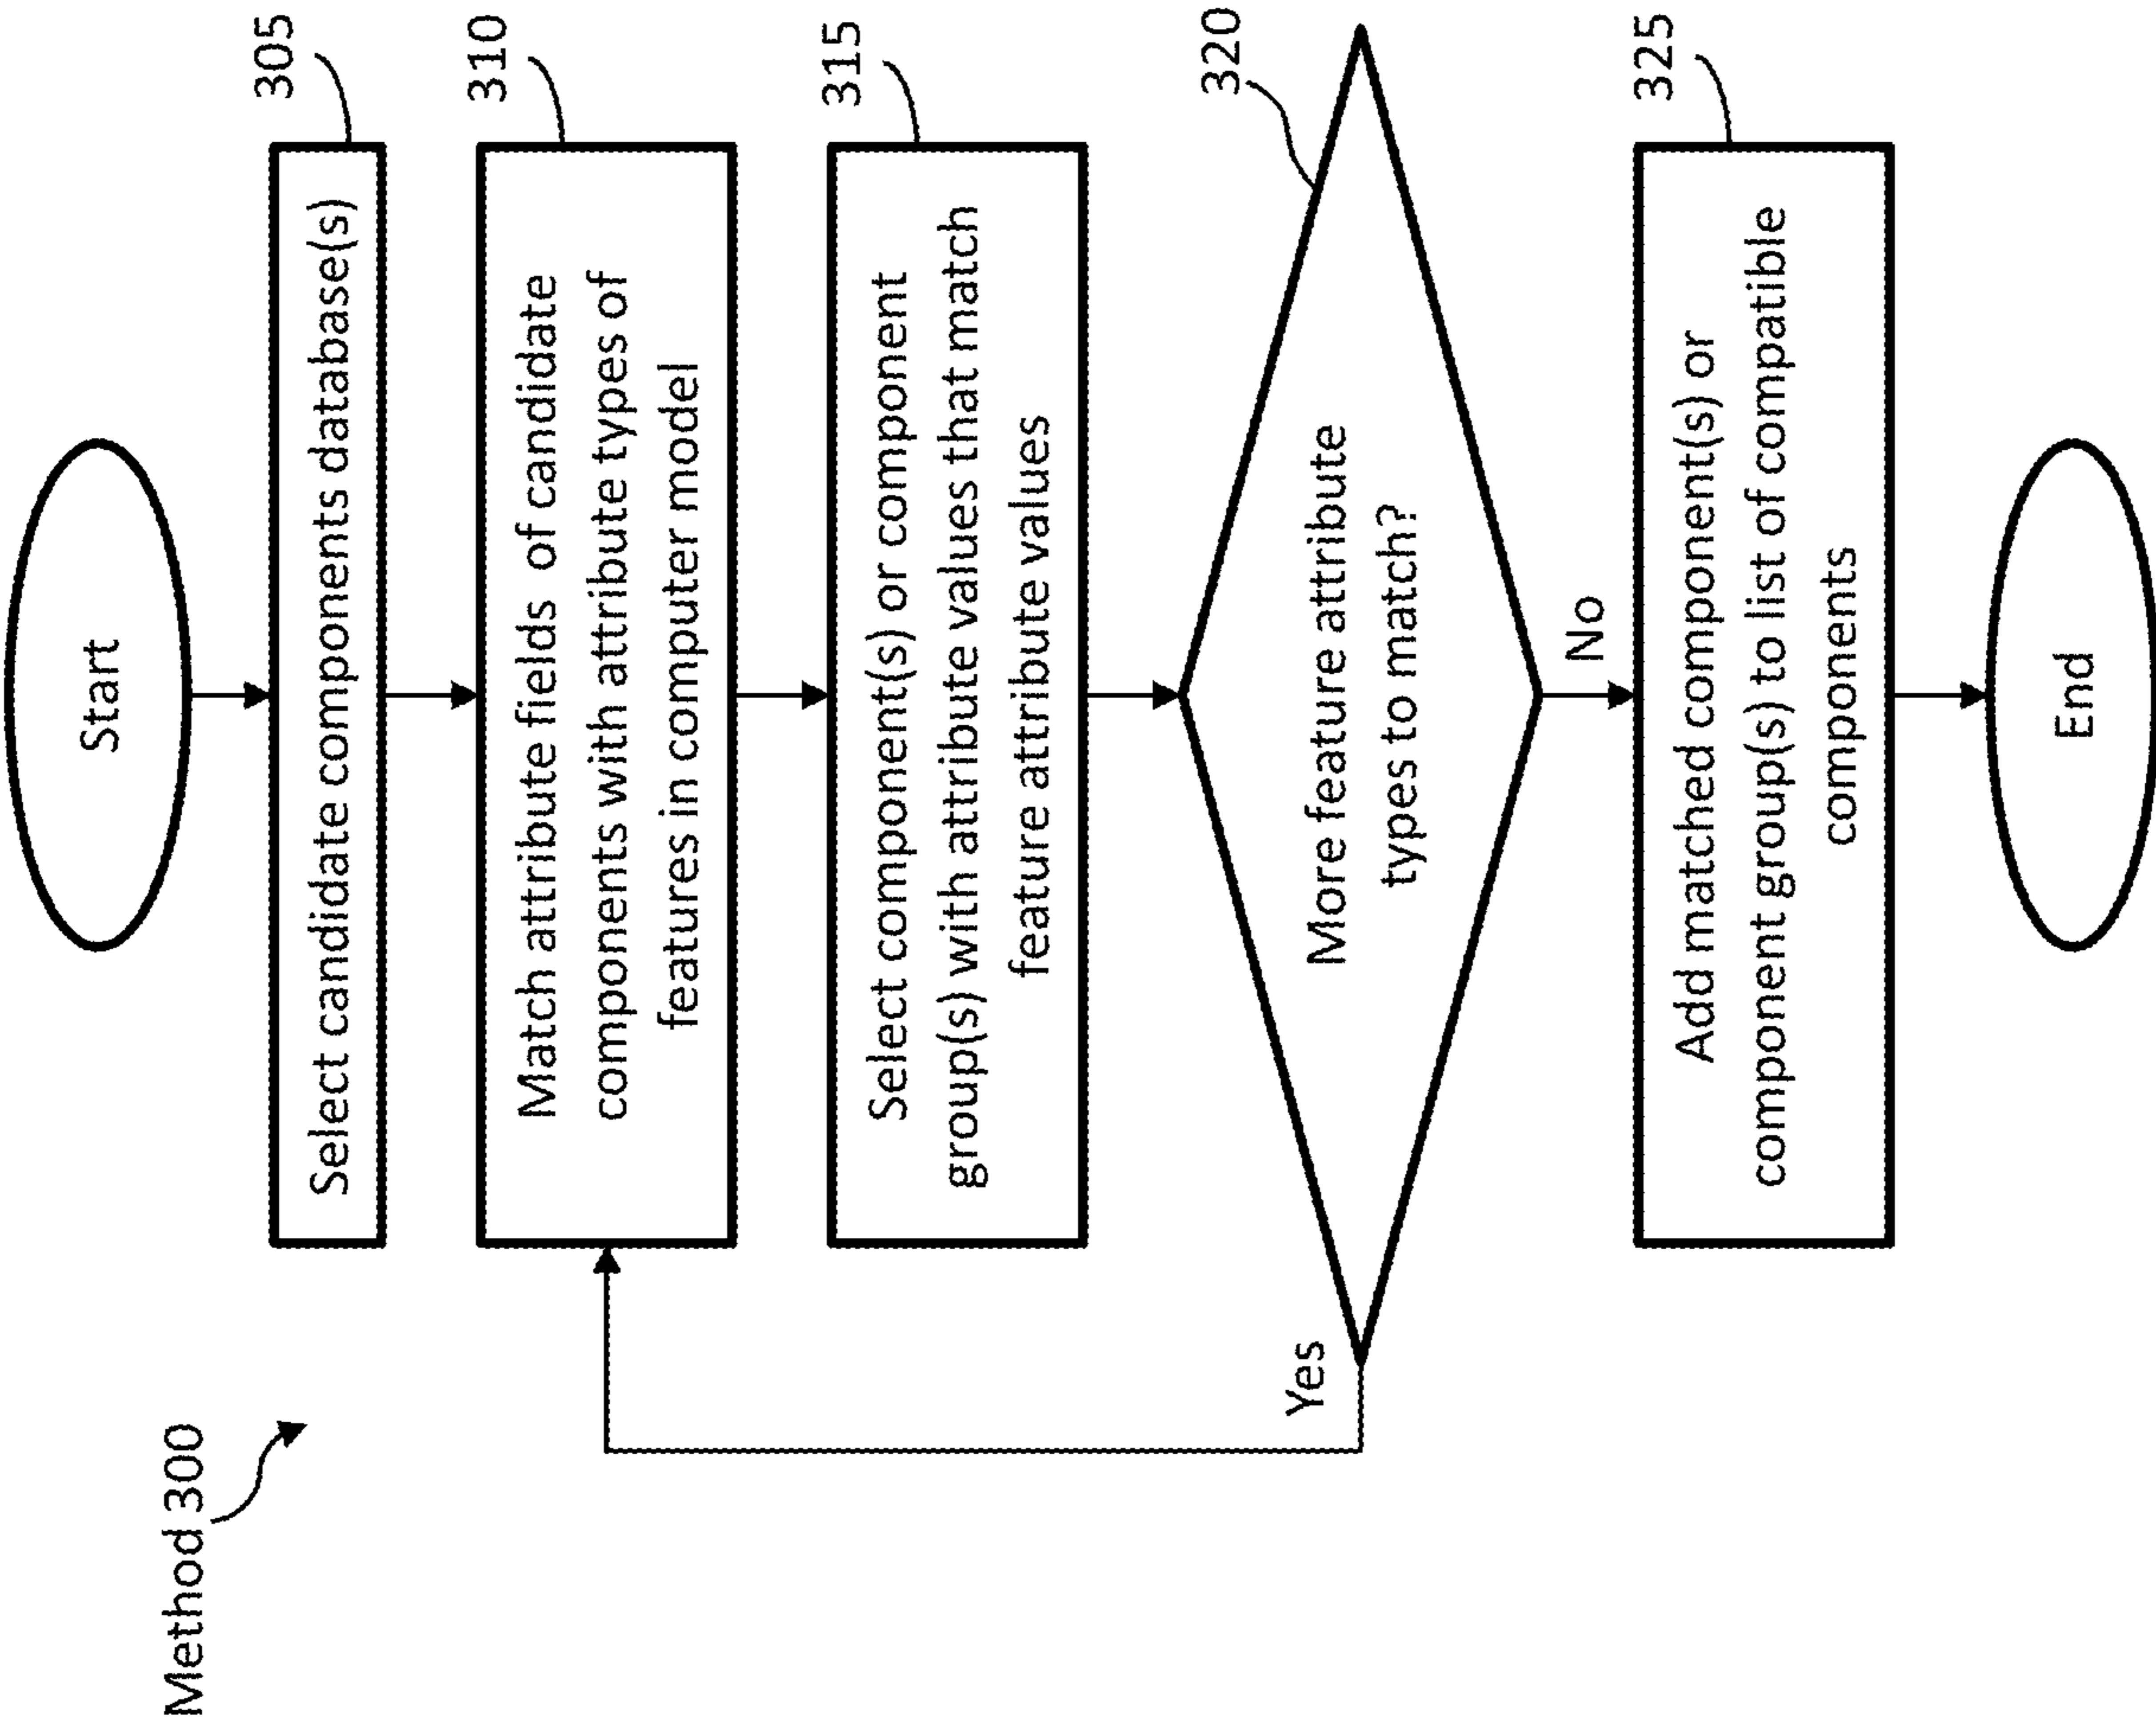 Method 300
Start
305
Select candidate components database(s)
310
Match attribute fields of candidate
components with attribute types of
features in computer model
315
Select component(s) or component
group(s) with attribute values that match
feature attribute values
320
More feature attribute
types to match?
Yes
No
325
Add matched component(s) or
component group(s) to list of compatible
components
End